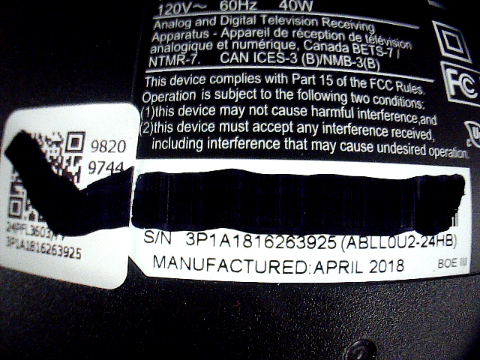 120V~ 60Hz 40W
Analog and Digital Television Receiving
Apparatus - Appareil de réception de télévision
analogique et numérique, Canada BETS-7 /
NTMR-7. CAN ICES-3 (B)/NMB-3(B)
This device complies with Part 15 of the FCC Rules.
Operation is subject to the following two conditions:
(1)this device may not cause harmful interference,and
(2)this device must accept any interference received,
including interference that may cause undesired operation.
FC
9820
9744
3P1A1816263925
S/N 3P1A1816263925 (ABLL0U2-24HB)
MANUFACTURED:APRIL 2018
BOE